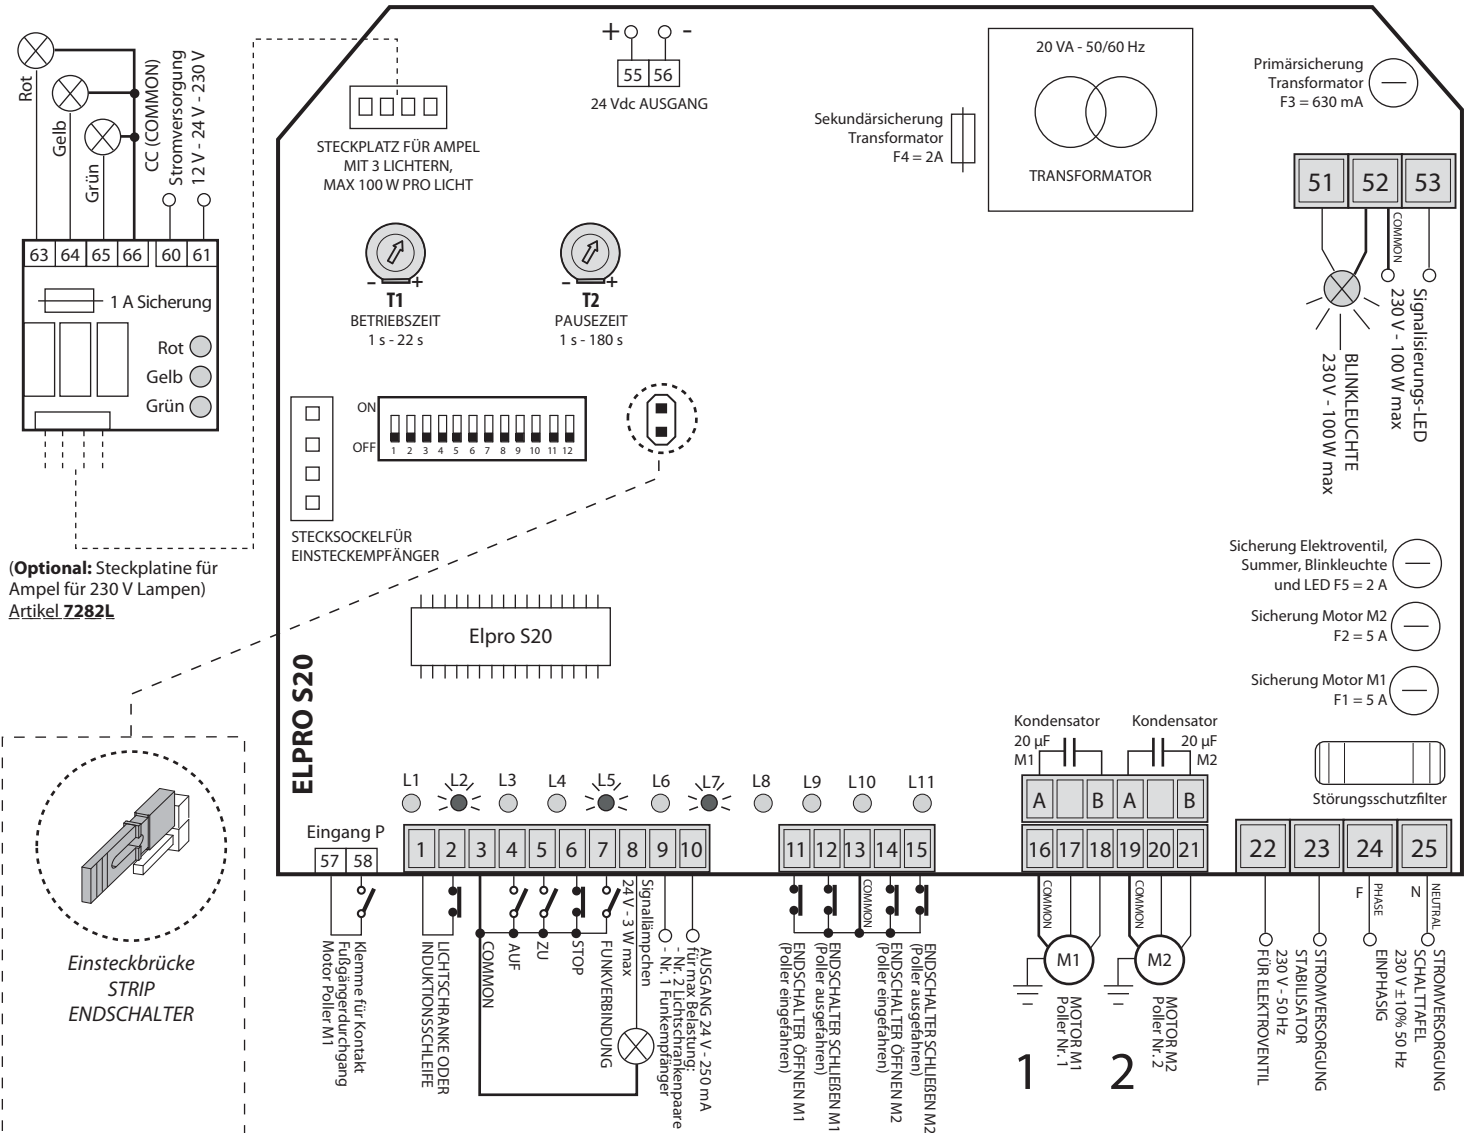 Rot
Gelb
Grün
CC (COMMON)
Stromversorgung
12 V - 24 V - 230 V
63 64 65 66 60 61
1 A Sicherung
Rot
Gelb
Grün
(Optional: Steckplatine für
Ampel für 230 V Lampen)
Artikel 7282L
STECKPLATZ FÜR AMPEL
MIT 3 LICHTERN,
MAX 100 W PRO LICHT
+ -
55 56
24 Vdc AUSGANG
20 VA - 50/60 Hz
TRANSFORMATOR
Sekundärsicherung
Transformator
F4 = 2A
Primärsicherung
Transformator
F3 = 630 mA
51 52 53
COMMON
BLINKLEUCHTE
230 V - 100 W max
Signalisierungs-LED
230 V - 100 W max
- +
T1
BETRIEBSZEIT
1 s - 22 s
- +
T2
PAUSEZEIT
1 s - 180 s
ON
OFF
1 2 3 4 5 6 7 8 9 10 11 12
STECKSOCKELFÜR
EINSTECKEMPFÄNGER
Elpro S20
ELPRO S20
Sicherung Elektroventil,
Summer, Blinkleuchte
und LED F5 = 2 A
Sicherung Motor M2
F2 = 5 A
Sicherung Motor M1
F1 = 5 A
Störungsschutzfilter
Einsteckbrücke
STRIP
ENDSCHALTER
L1 L2 L3 L4 L5 L6 L7 L8 L9 L10 L11
Kondensator
20 µF
M1
Kondensator
20 µF
M2
A B A B
Eingang P
57 58
1 2 3 4 5 6 7 8 9 10
11 12 13 14 15
16 17 18 19 20 21
22 23 24 25
Klemme für Kontakt
Fußgängerdurchgang
Motor Poller M1
LICHTSCHRANKE ODER
INDUKTIONSSCHLEIFE
COMMON
AUF
ZU
STOP
FUNKVERBINDUNG
Signallämpchen
24 V - 3 W max
AUSGANG 24 V - 250 mA
für max Belastung:
- Nr. 2 Lichtschrankenpaare
- Nr. 1 Funkempfänger
ENDSCHALTER ÖFFNEN M1
(Poller eingefahren)
ENDSCHALTER SCHLIEßEN M1
(Poller ausgefahren)
COMMON
ENDSCHALTER ÖFFNEN M2
(Poller eingefahren)
ENDSCHALTER SCHLIEßEN M2
(Poller ausgefahren)
COMMON
M1
MOTOR M1
Poller Nr. 1
1
COMMON
M2
MOTOR M2
Poller Nr. 2
2
STROMVERSORGUNG
STABILISATOR
230 V - 50 Hz
FÜR ELEKTROVENTIL
F PHASE
N NEUTRAL
STROMVERSORGUNG
SCHALTTAFEL
230 V ±10% 50 Hz
EINPHASIG